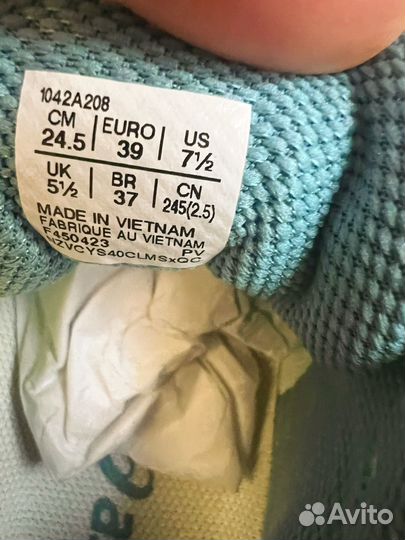 1042A208
CM EURO US
24.5 39 7½
UK BR CN
5½ 37 245(2.5)
MADE IN VIETNAM
FABRIQUE AU VIETNAM
F450423 PV
Avito